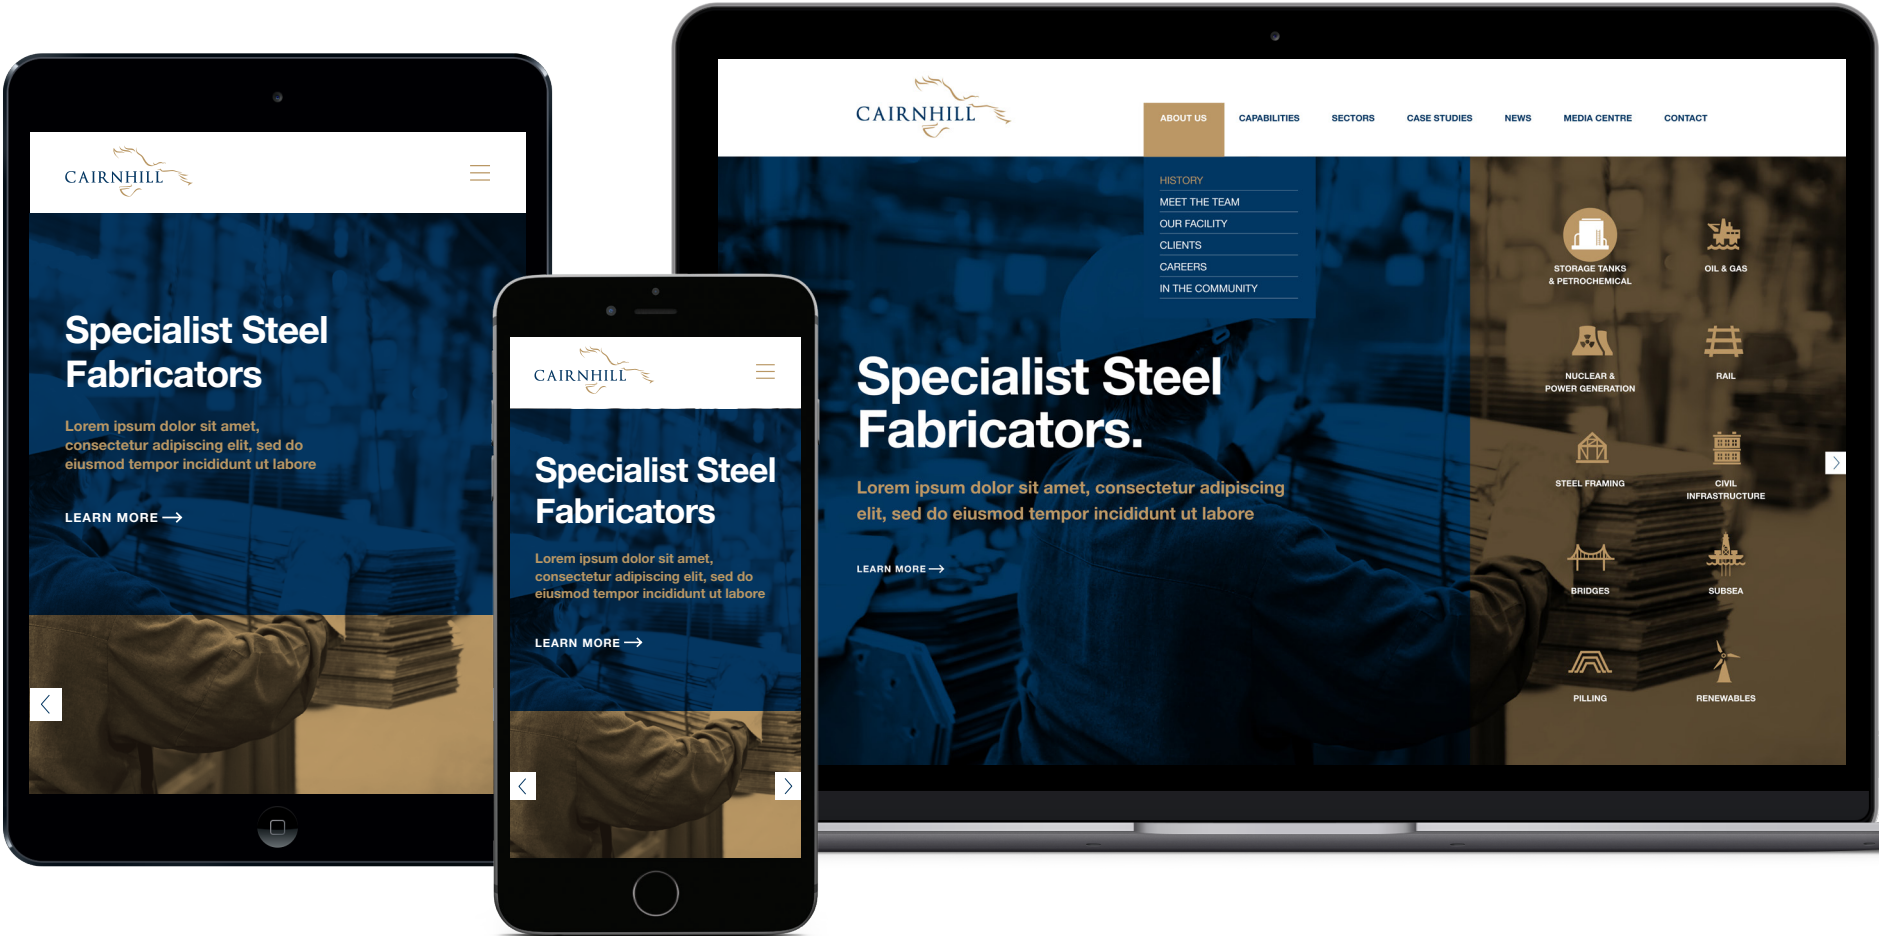 CAIRNHILL
Specialist Steel
Fabricators
Lorem ipsum dolor sit amet,
consectetur adipiscing elit, sed do
eiusmod tempor incididunt ut labore
LEARN MORE
CAIRNHILL
Specialist Steel
Fabricators
Lorem ipsum dolor sit amet,
consectetur adipiscing elit, sed do
eiusmod tempor incididunt ut labore
LEARN MORE
CAIRNHILL
ABOUT US CAPABILITIES SECTORS CASE STUDIES NEWS MEDIA CENTRE CONTACT
HISTORY
MEET THE TEAM
OUR FACILITY
CLIENTS
CAREERS
IN THE COMMUNITY
Specialist Steel
Fabricators.
Lorem ipsum dolor sit amet, consectetur adipiscing
elit, sed do eiusmod tempor incididunt ut labore
LEARN MORE
STORAGE TANKS
& PETROCHEMICAL
OIL & GAS
NUCLEAR &
POWER GENERATION
RAIL
STEEL FRAMING
CIVIL
INFRASTRUCTURE
BRIDGES
SUBSEA
PILLING
RENEWABLES